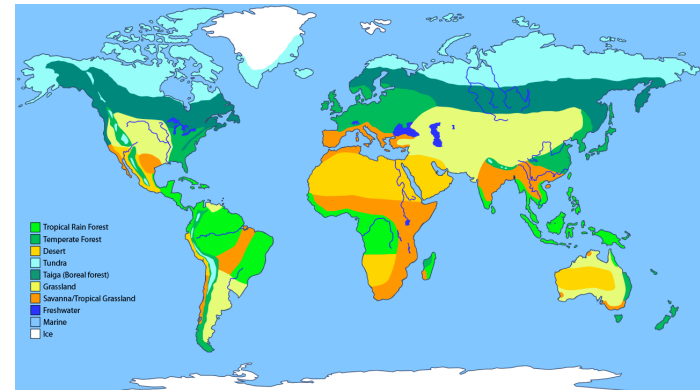 Tropical Rain Forest
Temperate Forest
Desert
Tundra
Taiga (Boreal forest)
Grassland
Savanna/Tropical Grassland
Freshwater
Marine
Ice